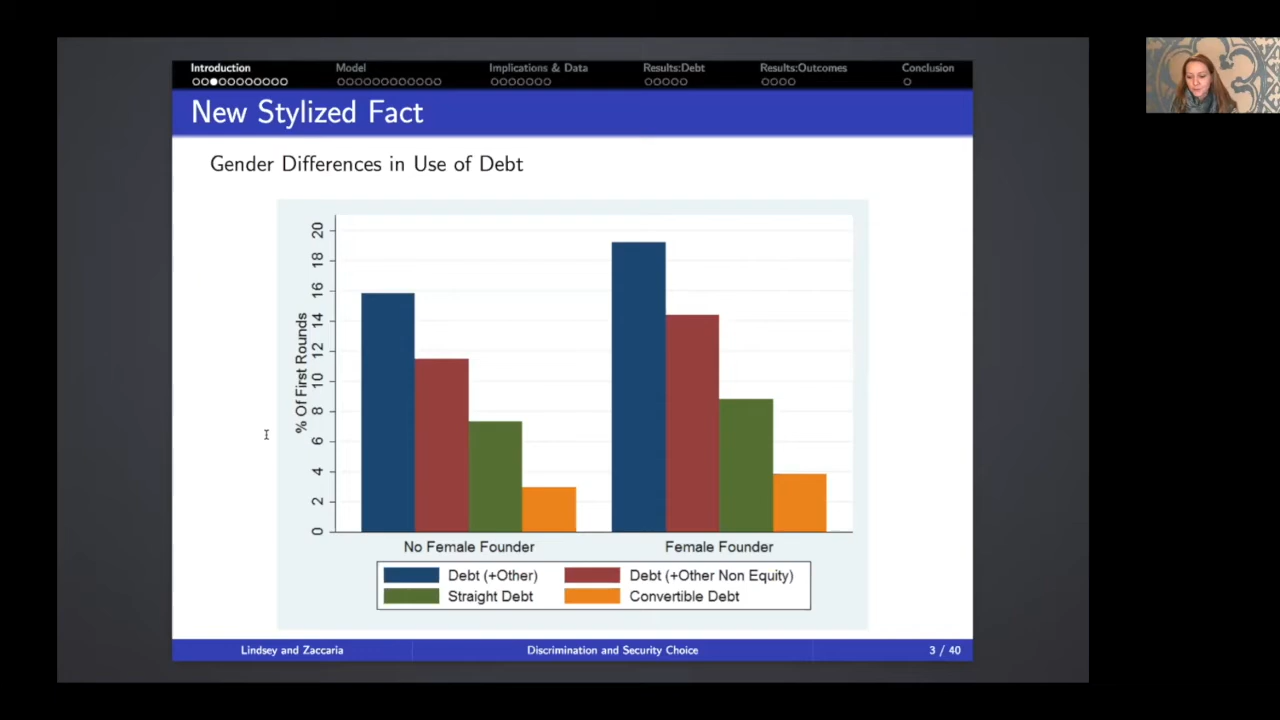 Introduction Model Implications & Data Results:Debt Results:Outcomes Conclusion
New Stylized Fact
Gender Differences in Use of Debt
% Of First Rounds
20
18
16
14
12
10
8
6
4
2
0
No Female Founder Female Founder
Debt (+Other) Debt (+Other Non Equity)
Straight Debt Convertible Debt
Lindsey and Zaccaria Discrimination and Security Choice 3 / 40